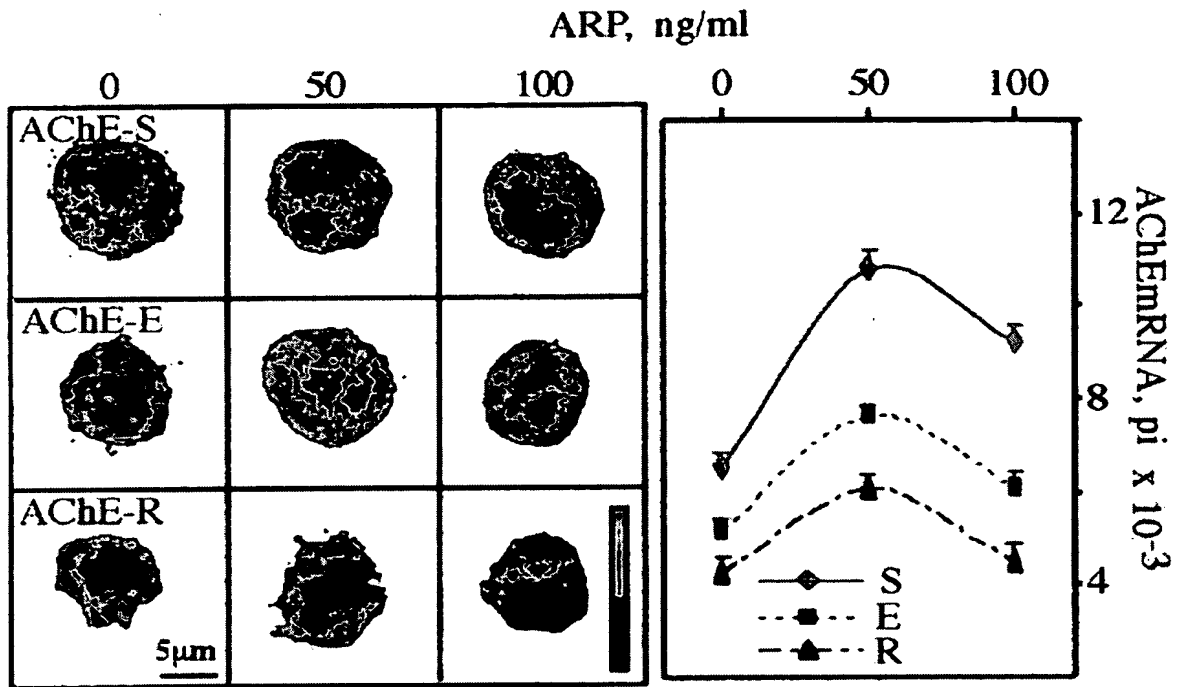 ARP, ng/ml
0 50 100
0 50 100
AChE-S
AChE-E
AChE-R
5μm
12
8
4
AChEmRNA, pi x 10-3
S
E
R